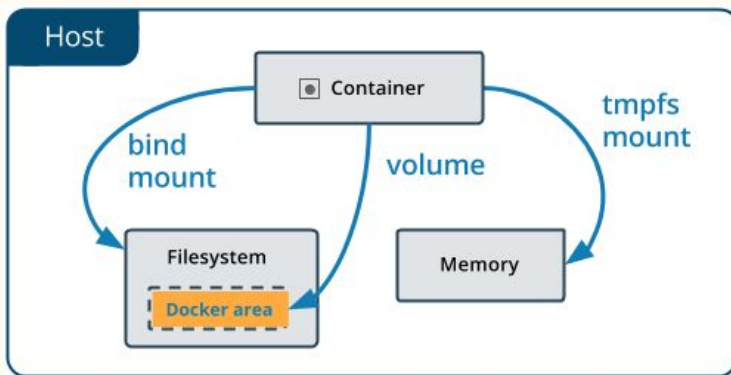 Host
Container
bind
mount
volume
tmpfs
mount
Filesystem
Docker area
Memory